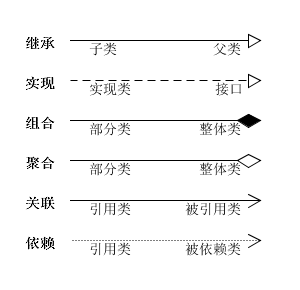 继承 子类 父类
实现 实现类 接口
组合 部分类 整体类
聚合 部分类 整体类
关联 引用类 被引用类
依赖 引用类 被依赖类